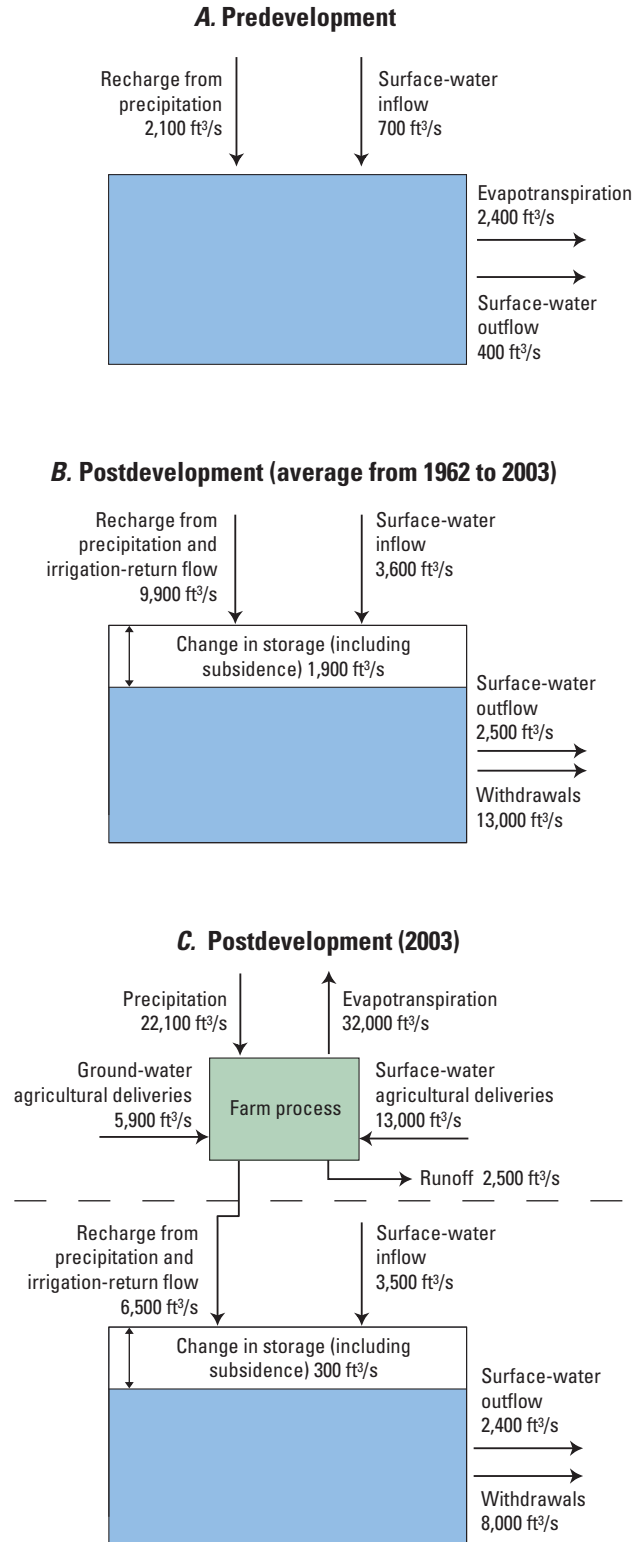 A. Predevelopment
Recharge from
precipitation
2,100 ft³/s
Surface-water
inflow
700 ft³/s
Evapotranspiration
2,400 ft³/s
Surface-water
outflow
400 ft³/s
B. Postdevelopment (average from 1962 to 2003)
Recharge from
precipitation and
irrigation-return flow
9,900 ft³/s
Surface-water
inflow
3,600 ft³/s
Change in storage (including
subsidence) 1,900 ft³/s
Surface-water
outflow
2,500 ft³/s
Withdrawals
13,000 ft³/s
C. Postdevelopment (2003)
Precipitation
22,100 ft³/s
Evapotranspiration
32,000 ft³/s
Ground-water
agricultural deliveries
5,900 ft³/s
Farm process
Surface-water
agricultural deliveries
13,000 ft³/s
Runoff 2,500 ft³/s
Recharge from
precipitation and
irrigation-return flow
6,500 ft³/s
Surface-water
inflow
3,500 ft³/s
Change in storage (including
subsidence) 300 ft³/s
Surface-water
outflow
2,400 ft³/s
Withdrawals
8,000 ft³/s